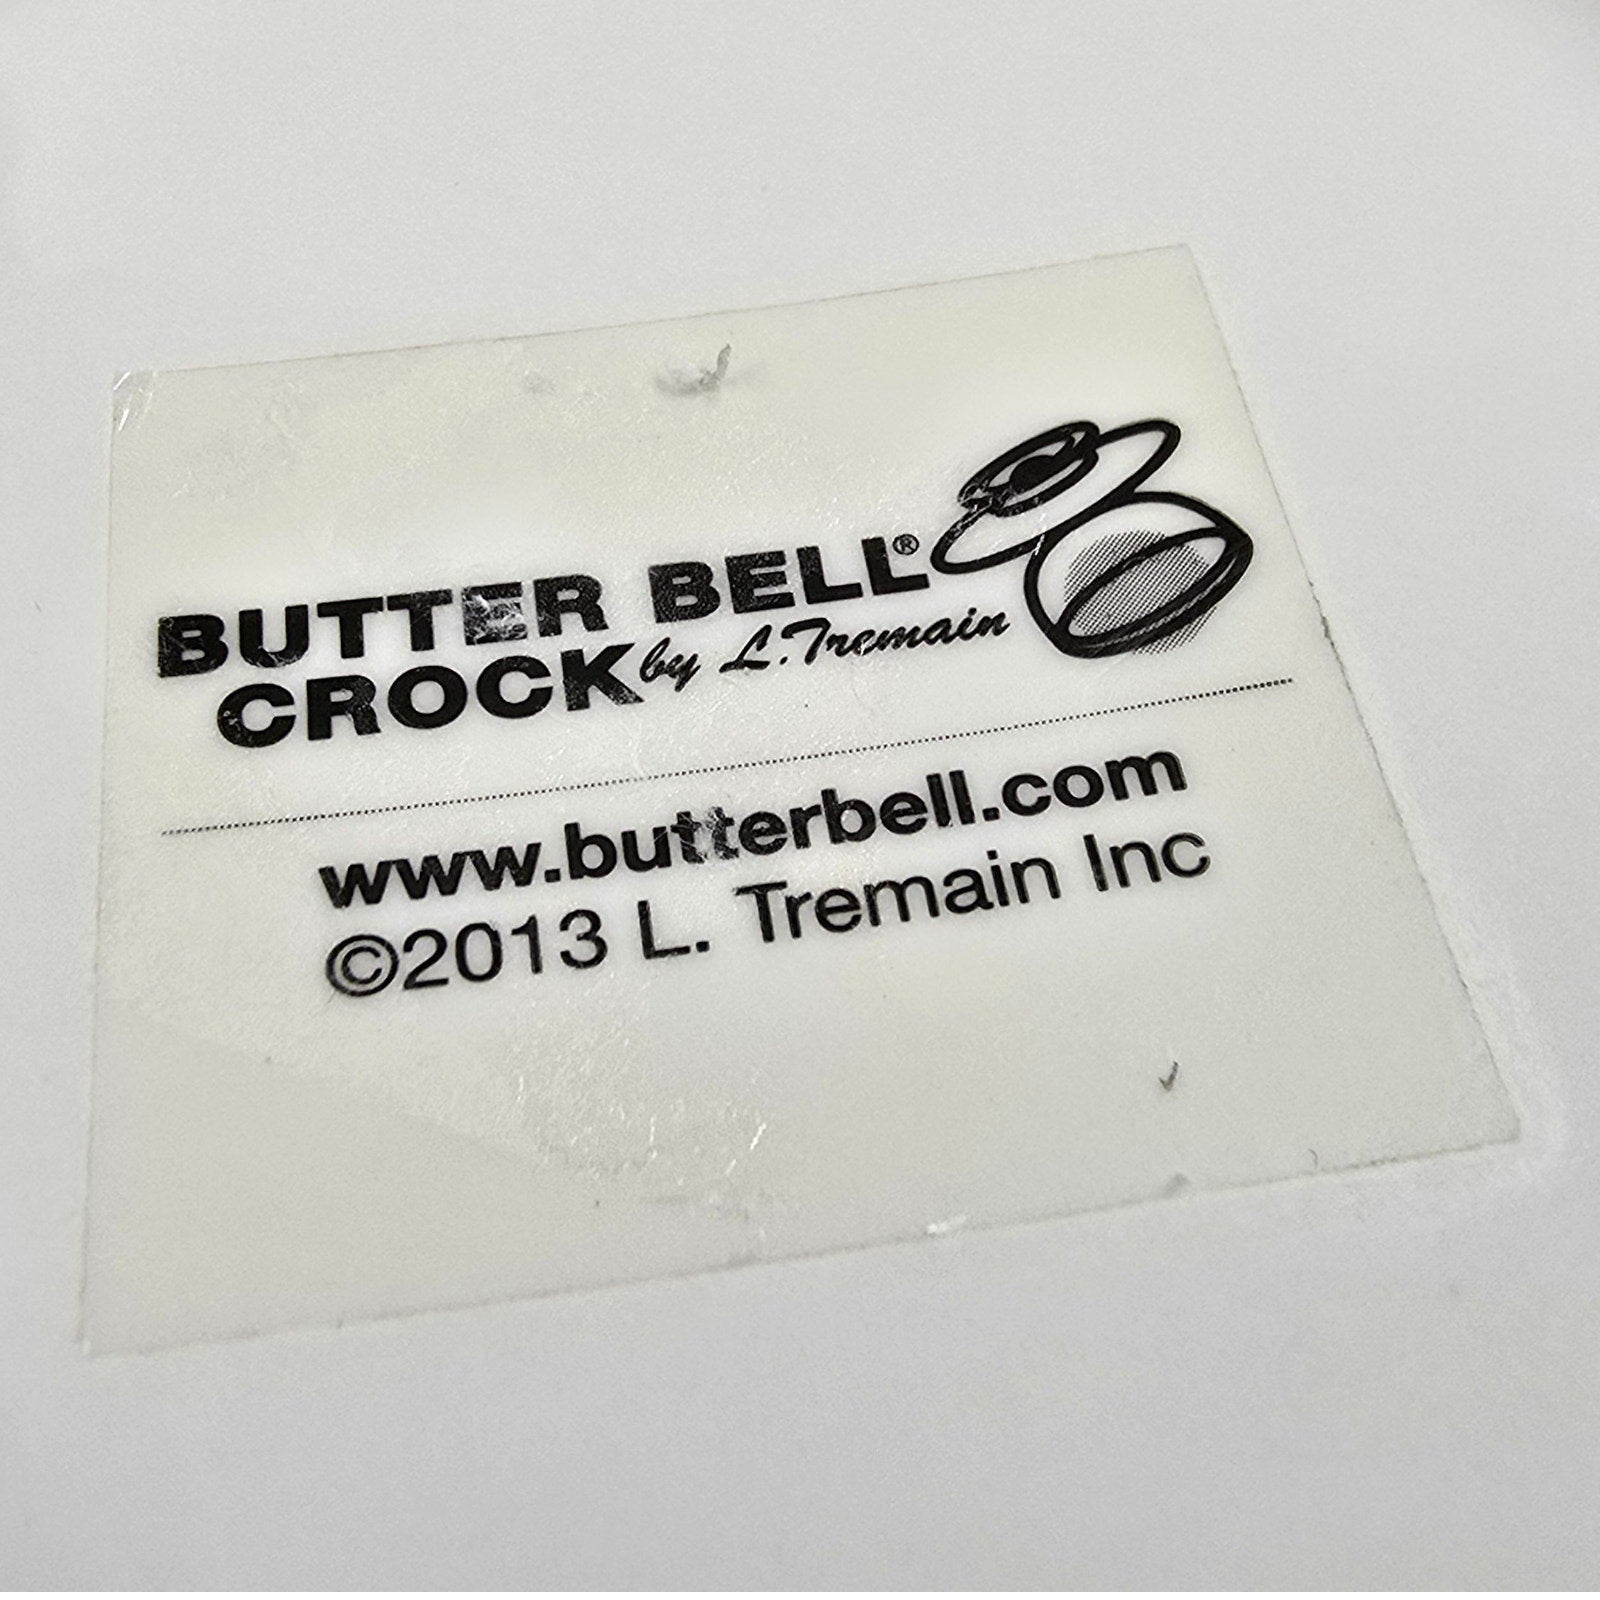 BUTTER BELL®
CROCK by L. Tremain
www.butterbell.com
©2013 L. Tremain Inc